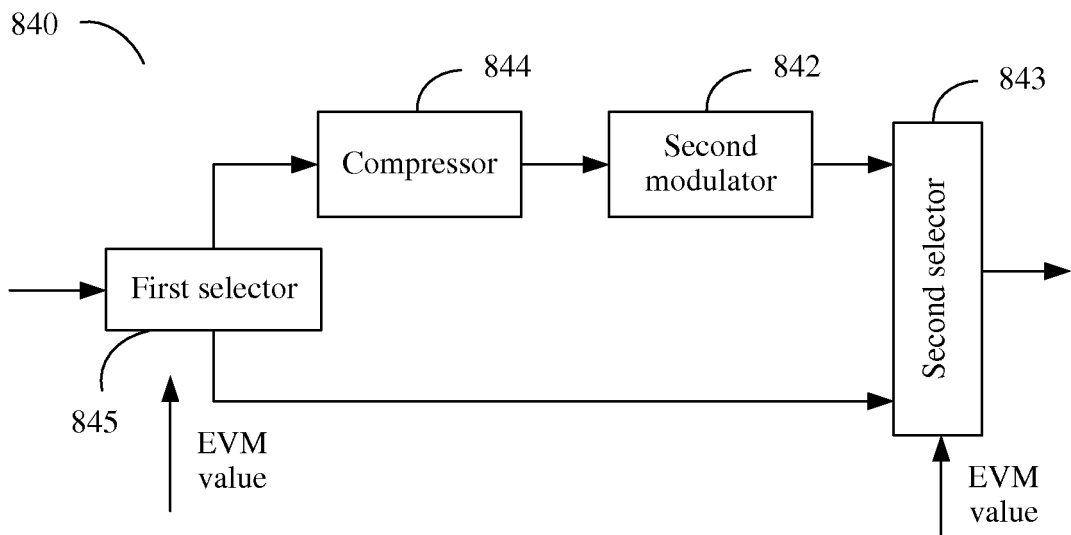 840
844
842
843
Compressor
Second
modulator
Second selector
First selector
845
EVM
value
EVM
value